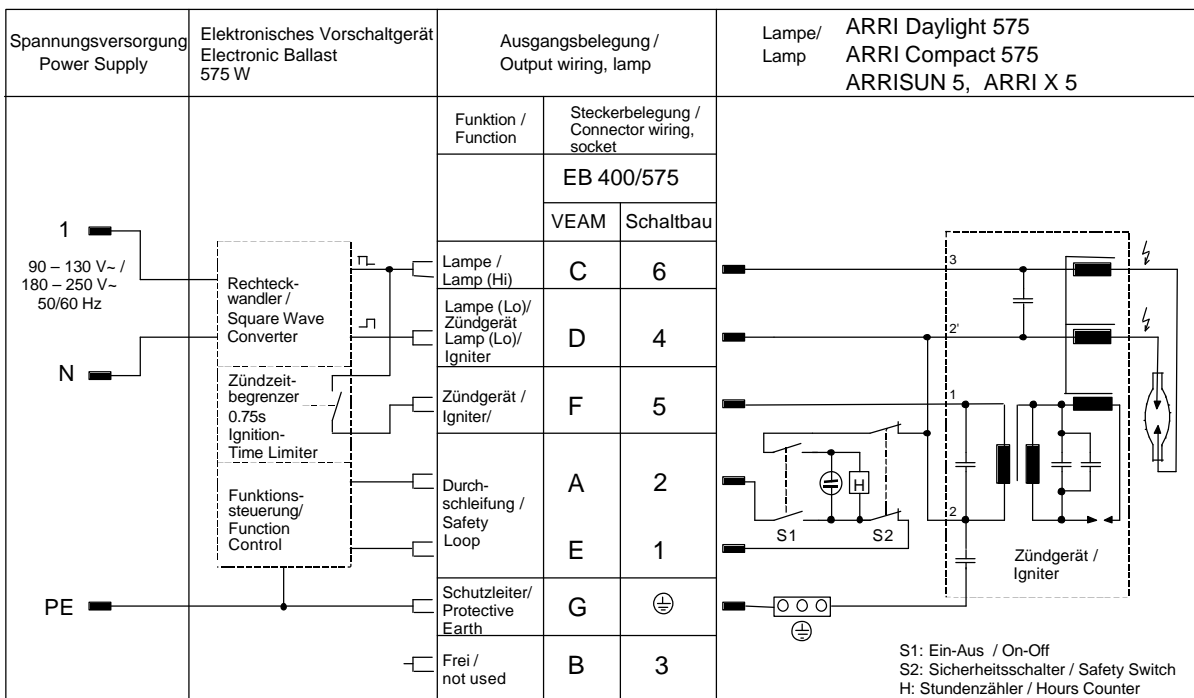 Spannungsversorgung
Power Supply
Elektronisches Vorschaltgerät
Electronic Ballast
575 W
Ausgangsbelegung /
Output wiring, lamp
Lampe/
Lamp
ARRI Daylight 575
ARRI Compact 575
ARRISUN 5, ARRI X 5
Funktion /
Function
Steckerbelegung /
Connector wiring,
socket
EB 400/575
VEAM
Schaltbau
1
90 – 130 V~ /
180 – 250 V~
50/60 Hz
N
PE
Rechteck-
wandler /
Square Wave
Converter
Zündzeit-
begrenzer
0.75s
Ignition-
Time Limiter
Funktions-
steuerung/
Function
Control
Lampe /
Lamp (Hi)
C
6
Lampe (Lo)/
Zündgerät
Lamp (Lo)/
Igniter
D
4
Zündgerät /
Igniter/
F
5
Durch-
schleifung /
Safety
Loop
A
2
E
1
Schutzleiter/
Protective
Earth
G
Frei /
not used
B
3
3
2'
1
2
H
S1
S2
Zündgerät /
Igniter
S1: Ein-Aus / On-Off
S2: Sicherheitsschalter / Safety Switch
H: Stundenzähler / Hours Counter